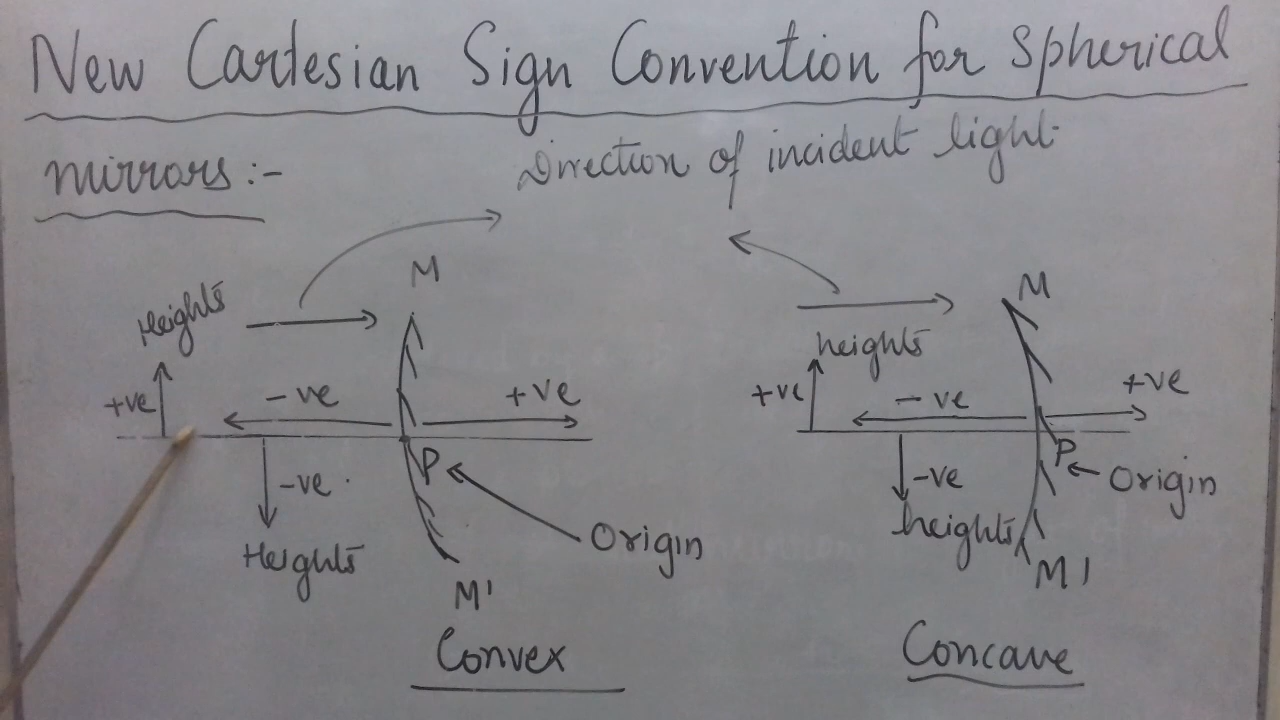 New Cartesian Sign Convention for Spherical
mirrors :-
Direction of incident light
Heights
+ve
-ve
+ve
-ve
Heights
M
P
Origin
M'
Convex
heights
+ve
-ve
+ve
-ve
heights
M
P
Origin
M'
Concave